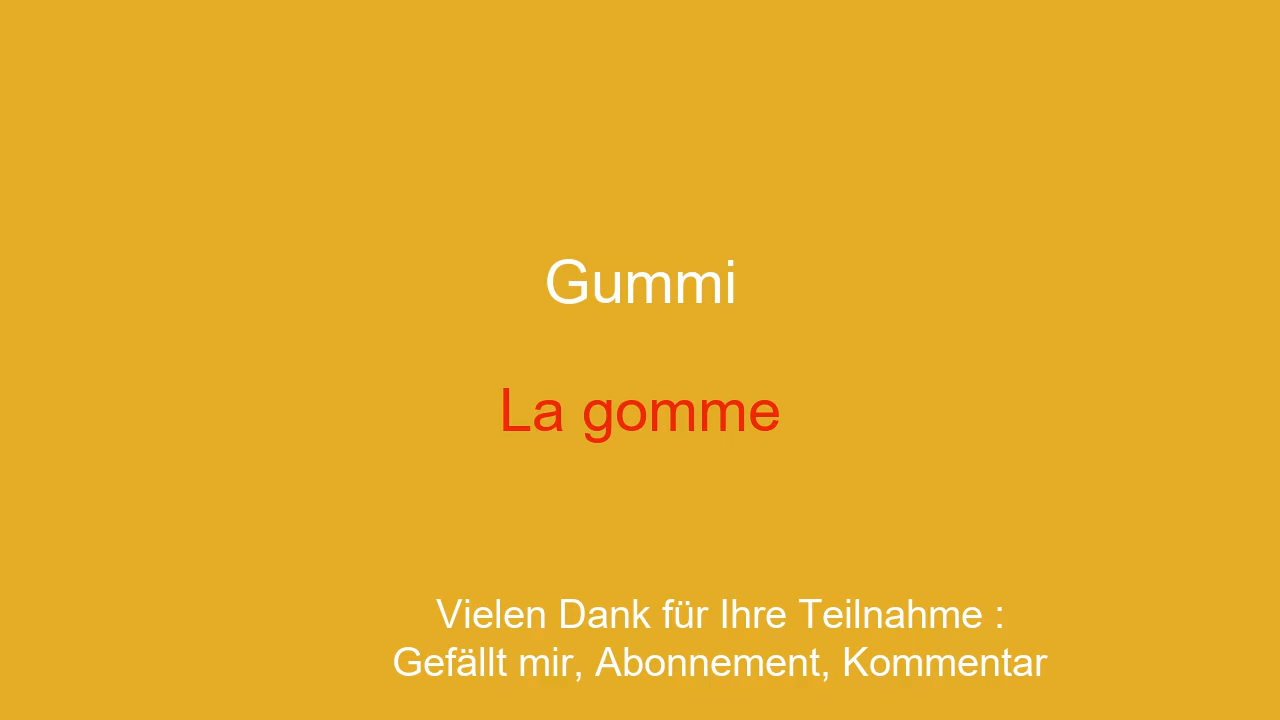 Gummi
La gomme
Vielen Dank für Ihre Teilnahme :
Gefällt mir, Abonnement, Kommentar